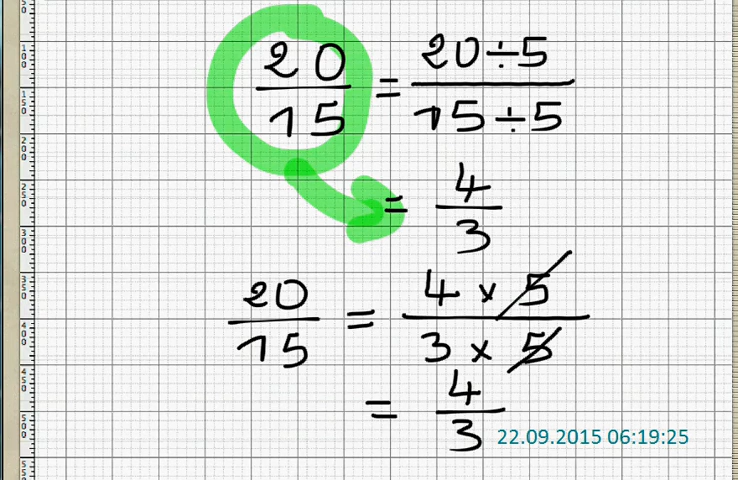 20/15 = 20÷5/15÷5
= 4/3
20/15 = 4 × 5/3 × 5
= 4/3
22.09.2015 06:19:25